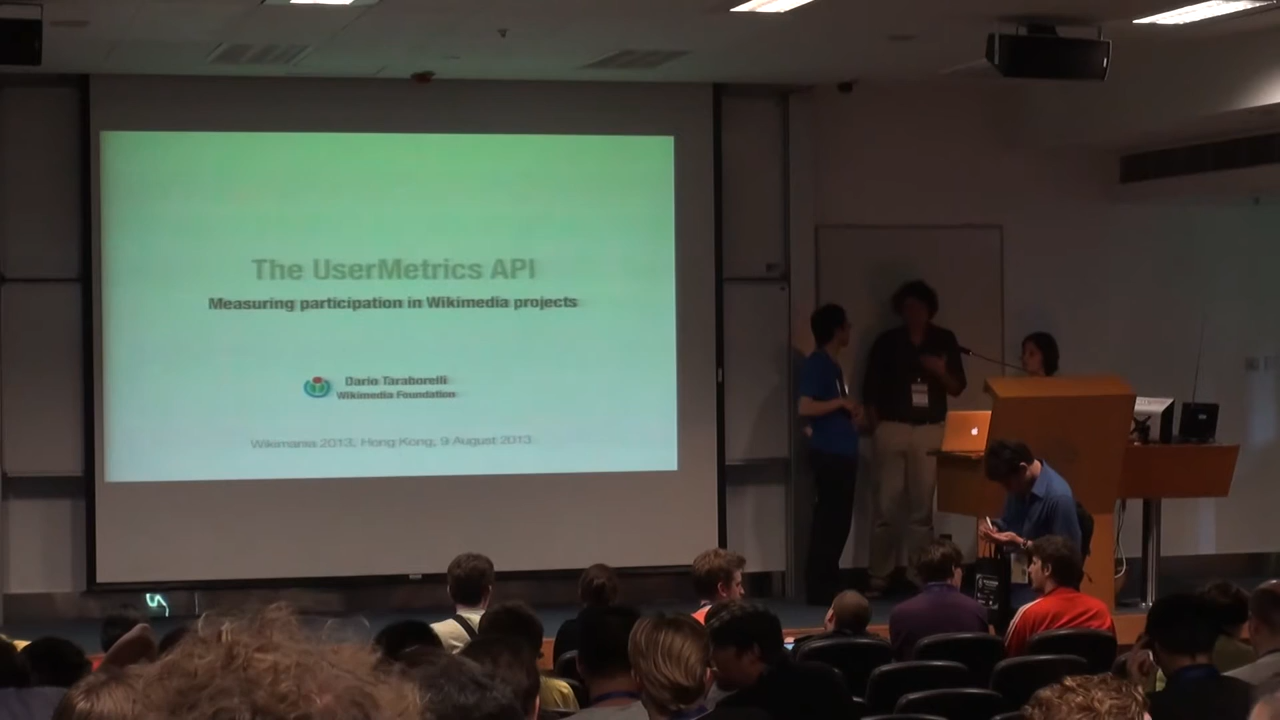 The UserMetrics API
Measuring participation in Wikimedia projects
Dario Taraborelli
Wikimedia Foundation
Wikimania 2013, Hong Kong, 9 August 2013